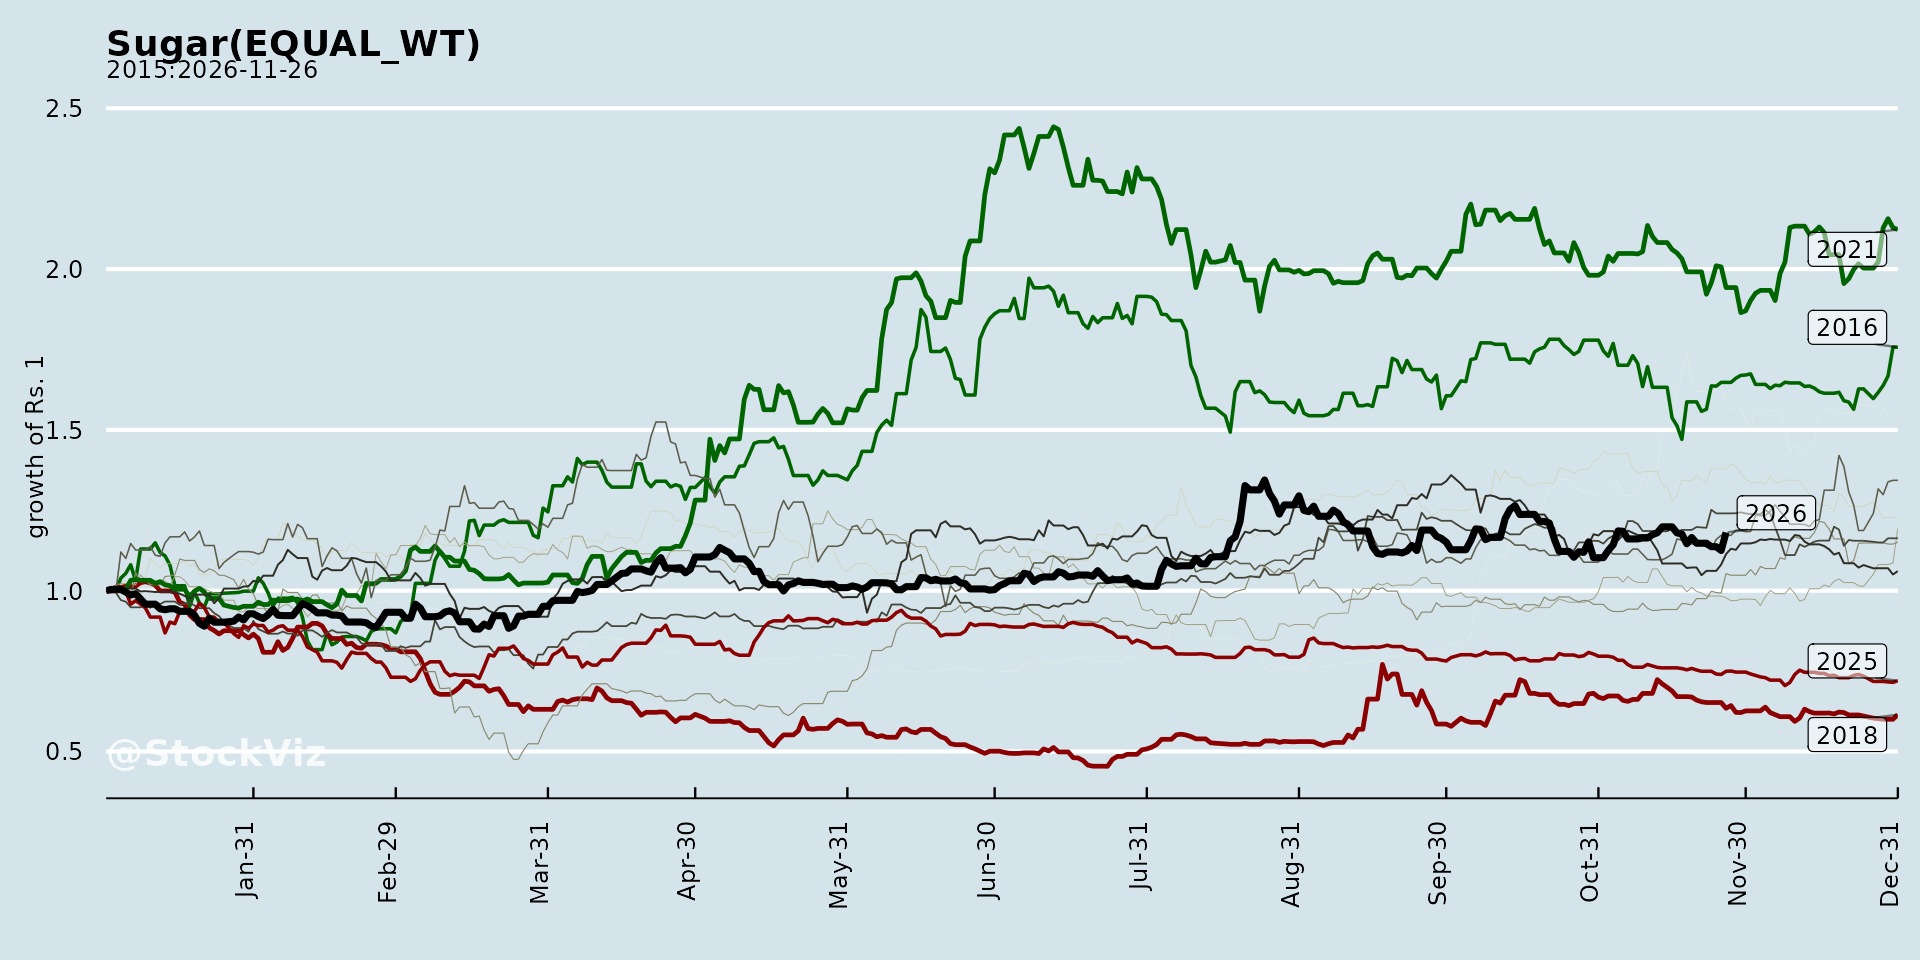 Sugar(EQUAL_WT)
2015:2026-11-26
growth of Rs. 1
2.5
2.0
1.5
1.0
0.5
2021
2016
2026
2025
2018
@StockViz
Jan-31
Feb-29
Mar-31
Apr-30
May-31
Jun-30
Jul-31
Aug-31
Sep-30
Oct-31
Nov-30
Dec-31